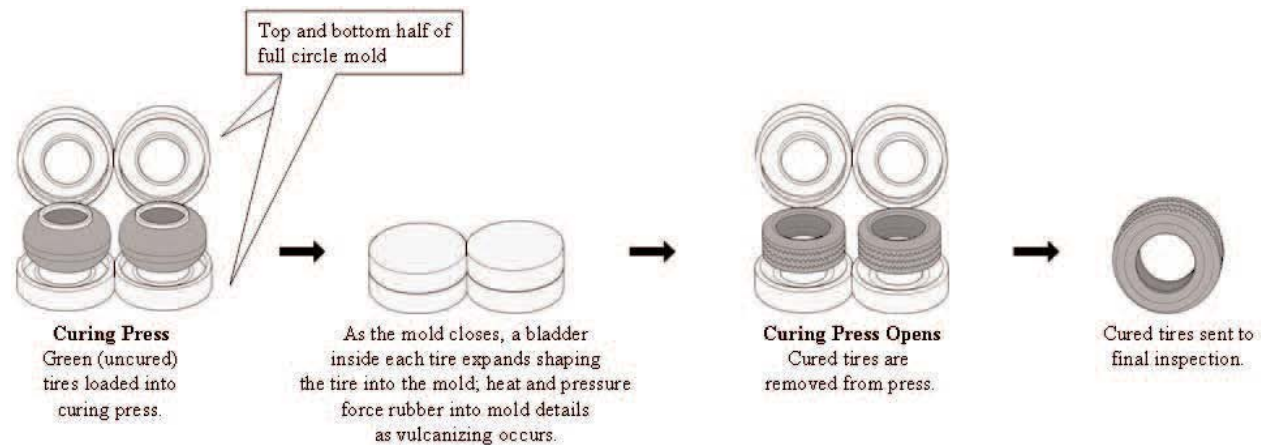 Top and bottom half of
full circle mold
Curing Press
Green (uncured)
tires loaded into
curing press.
As the mold closes, a bladder
inside each tire expands shaping
the tire into the mold; heat and pressure
force rubber into mold details
as vulcanizing occurs.
Curing Press Opens
Cured tires are
removed from press.
Cured tires sent to
final inspection.